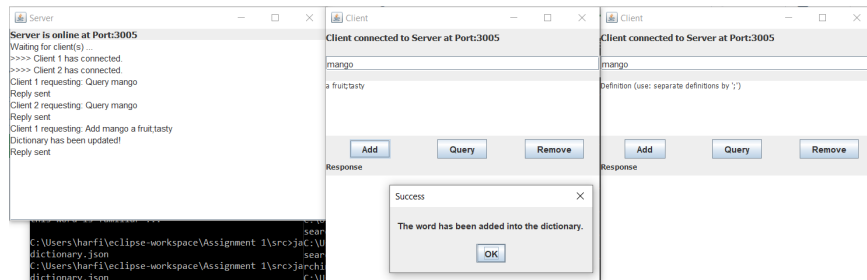 Server
Server is online at Port:3005
Waiting for client(s) ...
>>>> Client 1 has connected.
>>>> Client 2 has connected.
Client 1 requesting: Query mango
Reply sent
Client 2 requesting: Query mango
Reply sent
Client 1 requesting: Add mango a fruit;tasty
Dictionary has been updated!
Reply sent
Client
Client connected to Server at Port:3005
mango
a fruit;tasty
Add Query Remove
Response
Success
The word has been added into the dictionary.
OK
Client
Client connected to Server at Port:3005
mango
Definition (use: separate definitions by ';')
Add Query Remove
Response
C:\Users\harfi\eclipse-workspace\Assignment 1\src>ja
dictionary.json
C:\Users\harfi\eclipse-workspace\Assignment 1\src>ja
dictionary.json
sear
C:\U
sear
rchi
C:\U